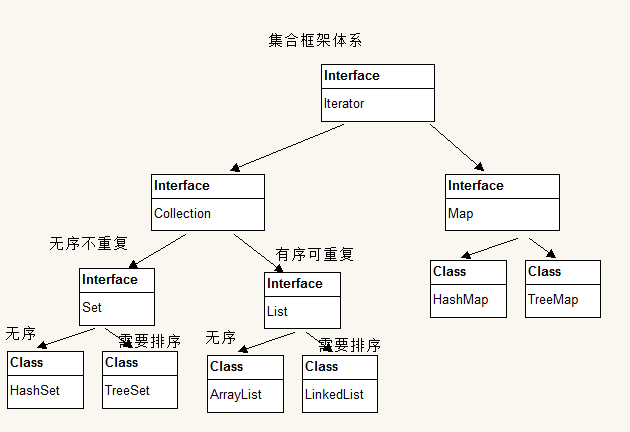 集合框架体系
Interface
Iterator
Interface
Collection
Interface
Map
无序不重复
有序可重复
Interface
Set
Interface
List
Class
HashMap
Class
TreeMap
无序
需要排序
无序
需要排序
Class
HashSet
Class
TreeSet
Class
ArrayList
Class
LinkedList